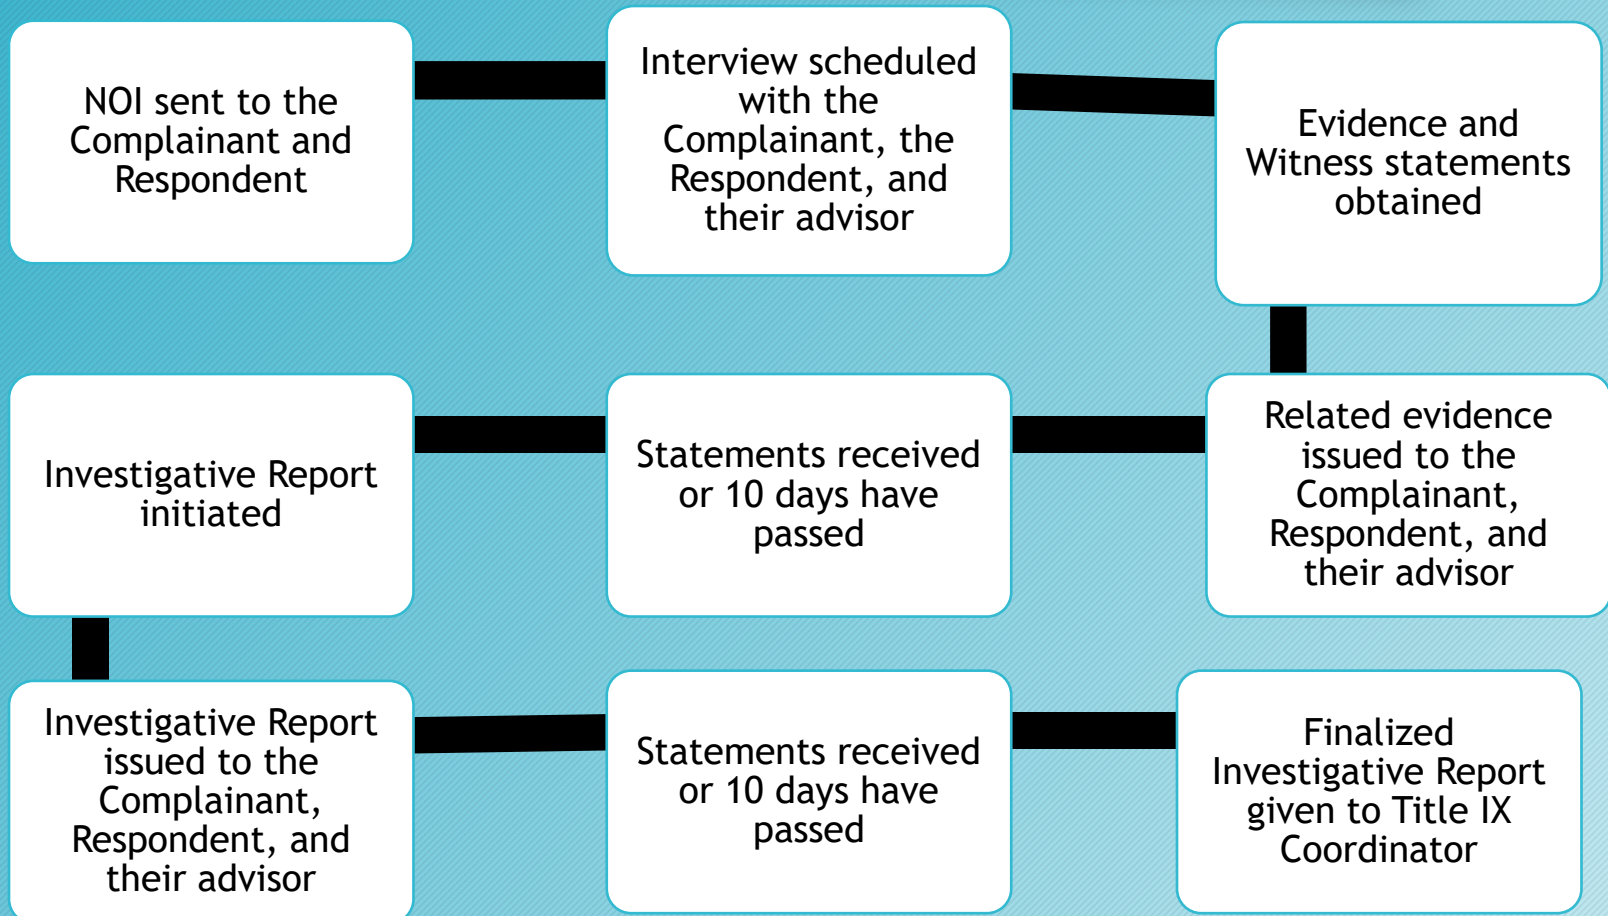 NOI sent to the
Complainant and
Respondent
Interview scheduled
with the
Complainant, the
Respondent, and
their advisor
Evidence and
Witness statements
obtained
Related evidence
issued to the
Complainant,
Respondent, and
their advisor
Statements received
or 10 days have
passed
Investigative Report
initiated
Investigative Report
issued to the
Complainant,
Respondent, and
their advisor
Statements received
or 10 days have
passed
Finalized
Investigative Report
given to Title IX
Coordinator